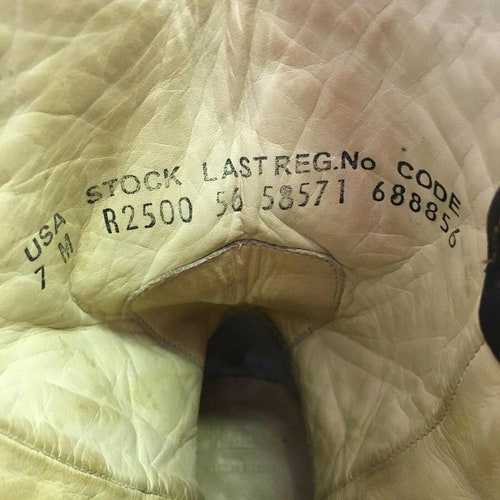 USA STOCK LAST REG.No CODE
7 M R2500 56 58571 688856